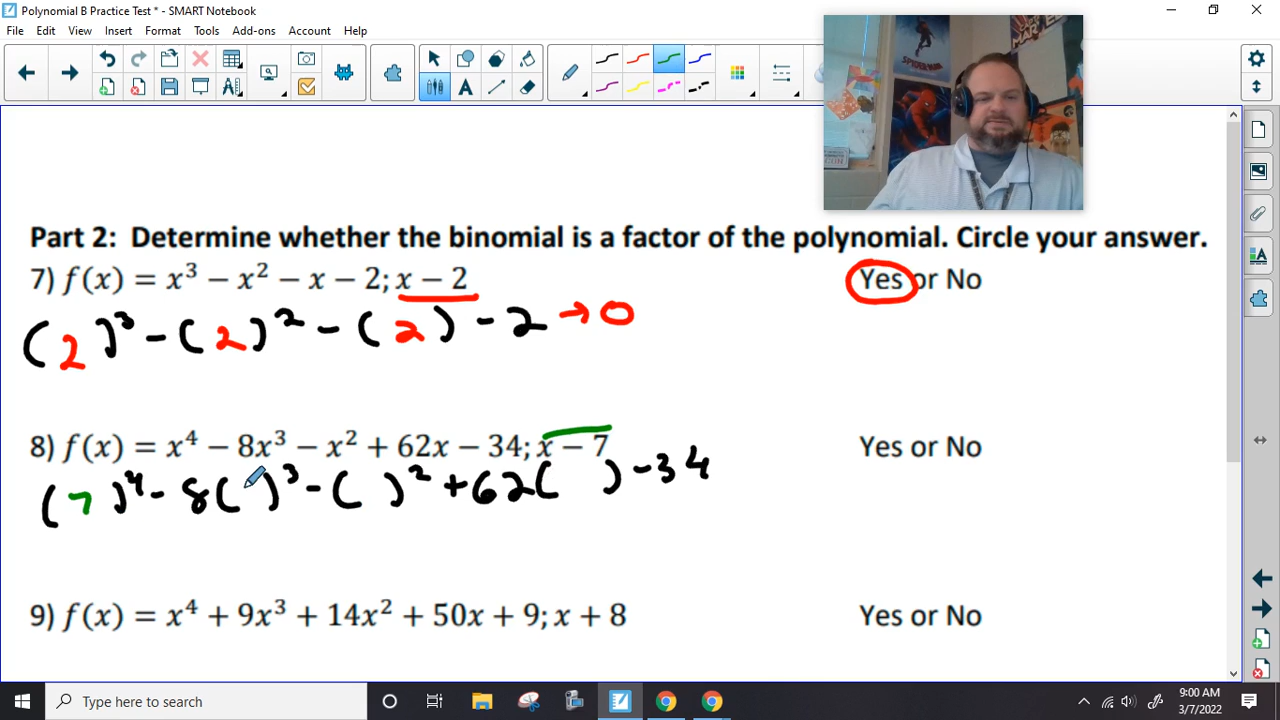 Polynomial B Practice Test * - SMART Notebook
File Edit View Insert Format Tools Add-ons Account Help
Part 2: Determine whether the binomial is a factor of the polynomial. Circle your answer.
7) f(x) = x³ − x² − x − 2; x − 2 Yes or No
(2)³ − (2)² − (2) − 2 → 0
8) f(x) = x⁴ − 8x³ − x² + 62x − 34; x − 7 Yes or No
(7)⁴ − 8( )³ − ( )² + 62( ) − 34
9) f(x) = x⁴ + 9x³ + 14x² + 50x + 9; x + 8 Yes or No
Type here to search
9:00 AM
3/7/2022